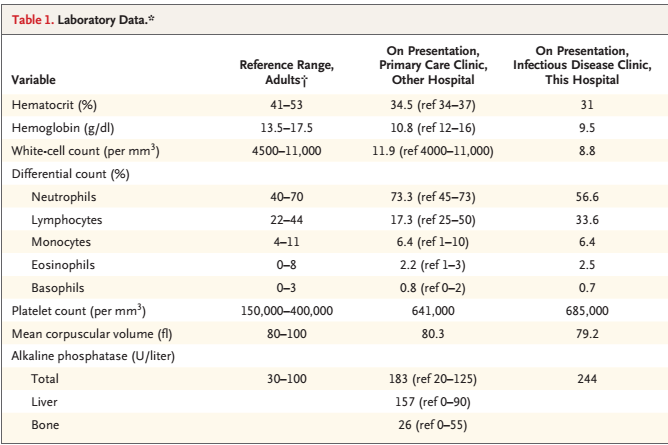 Table 1. Laboratory Data.*
Variable Reference Range, Adults† On Presentation, Primary Care Clinic, Other Hospital On Presentation, Infectious Disease Clinic, This Hospital
Hematocrit (%) 41–53 34.5 (ref 34–37) 31
Hemoglobin (g/dl) 13.5–17.5 10.8 (ref 12–16) 9.5
White-cell count (per mm³) 4500–11,000 11.9 (ref 4000–11,000) 8.8
Differential count (%)
Neutrophils 40–70 73.3 (ref 45–73) 56.6
Lymphocytes 22–44 17.3 (ref 25–50) 33.6
Monocytes 4–11 6.4 (ref 1–10) 6.4
Eosinophils 0–8 2.2 (ref 1–3) 2.5
Basophils 0–3 0.8 (ref 0–2) 0.7
Platelet count (per mm³) 150,000–400,000 641,000 685,000
Mean corpuscular volume (fl) 80–100 80.3 79.2
Alkaline phosphatase (U/liter)
Total 30–100 183 (ref 20–125) 244
Liver 157 (ref 0–90)
Bone 26 (ref 0–55)